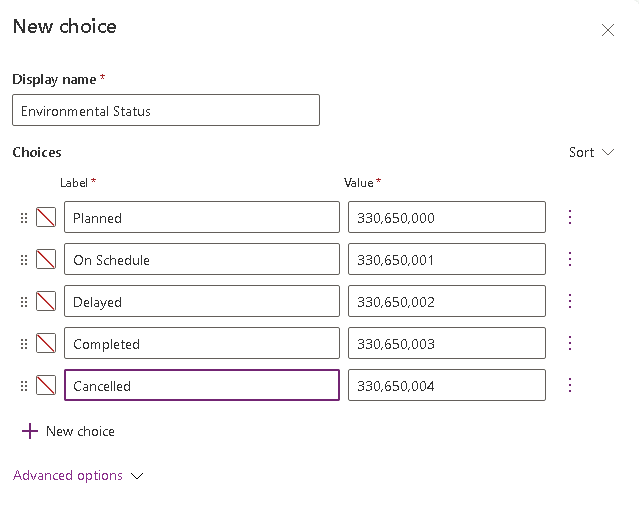 New choice
Display name *
Environmental Status
Choices
Sort
Label * Value *
Planned 330,650,000
On Schedule 330,650,001
Delayed 330,650,002
Completed 330,650,003
Cancelled 330,650,004
New choice
Advanced options